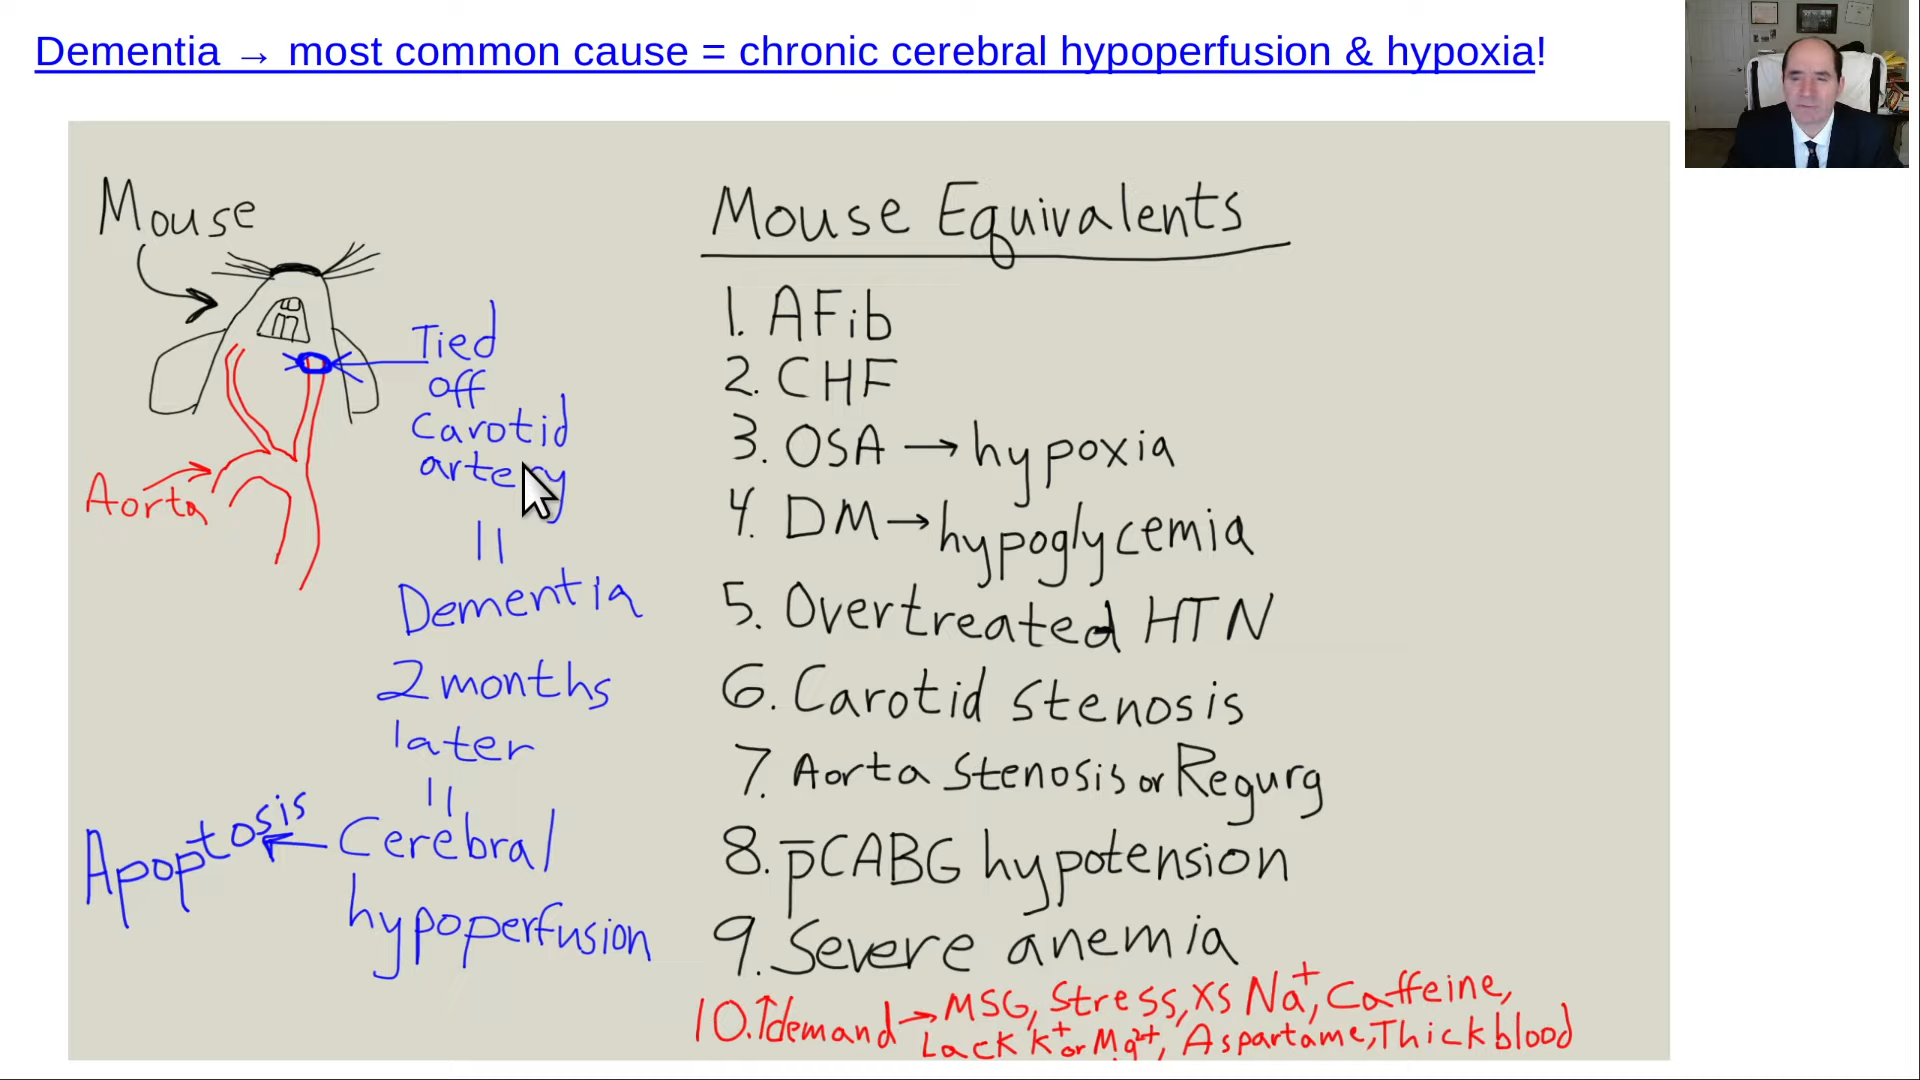 Dementia → most common cause = chronic cerebral hypoperfusion & hypoxia!
Mouse
Tied
off
Carotid
artery
Aorta
=
Dementia
2 months
later
=
Cerebral
hypoperfusion
Apoptosis ←
Mouse Equivalents
1. AFib
2. CHF
3. OSA → hypoxia
4. DM → hypoglycemia
5. Overtreated HTN
6. Carotid Stenosis
7. Aorta Stenosis or Regurg
8. p̄CABG hypotension
9. Severe anemia
10. ↑demand → MSG, Stress, XS Na⁺, Caffeine,
Lack K⁺ or Mg²⁺, Aspartame, Thick blood